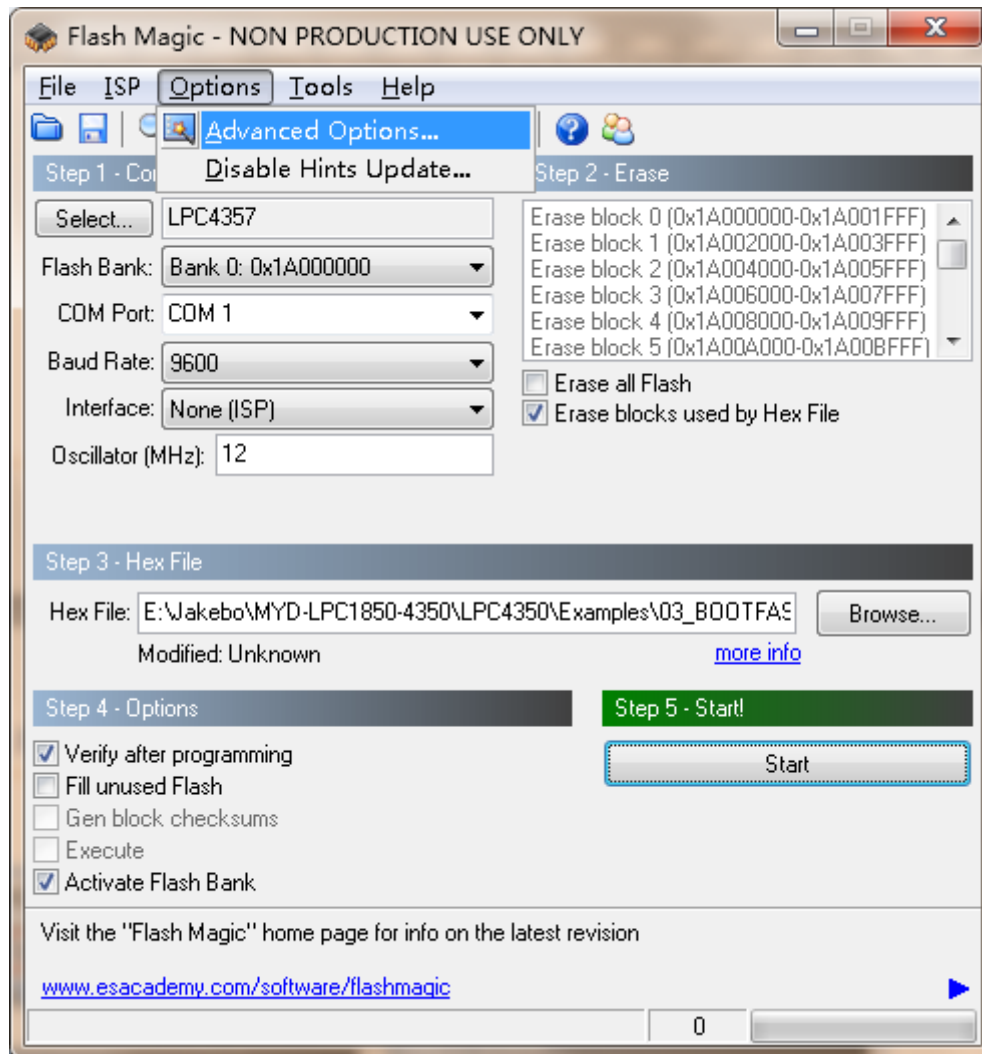 Flash Magic - NON PRODUCTION USE ONLY
File ISP Options Tools Help
Advanced Options...
Disable Hints Update...
Step 1 - Co
Step 2 - Erase
Select... LPC4357
Flash Bank: Bank 0: 0x1A000000
COM Port: COM 1
Baud Rate: 9600
Interface: None (ISP)
Oscillator (MHz): 12
Erase block 0 (0x1A000000-0x1A001FFF)
Erase block 1 (0x1A002000-0x1A003FFF)
Erase block 2 (0x1A004000-0x1A005FFF)
Erase block 3 (0x1A006000-0x1A007FFF)
Erase block 4 (0x1A008000-0x1A009FFF)
Erase block 5 (0x1A00A000-0x1A00BFFF)
Erase all Flash
Erase blocks used by Hex File
Step 3 - Hex File
Hex File: E:\Jakebo\MYD-LPC1850-4350\LPC4350\Examples\03_BOOTFAS Browse...
Modified: Unknown more info
Step 4 - Options
Verify after programming
Fill unused Flash
Gen block checksums
Execute
Activate Flash Bank
Step 5 - Start!
Start
Visit the "Flash Magic" home page for info on the latest revision
www.esacademy.com/software/flashmagic
0